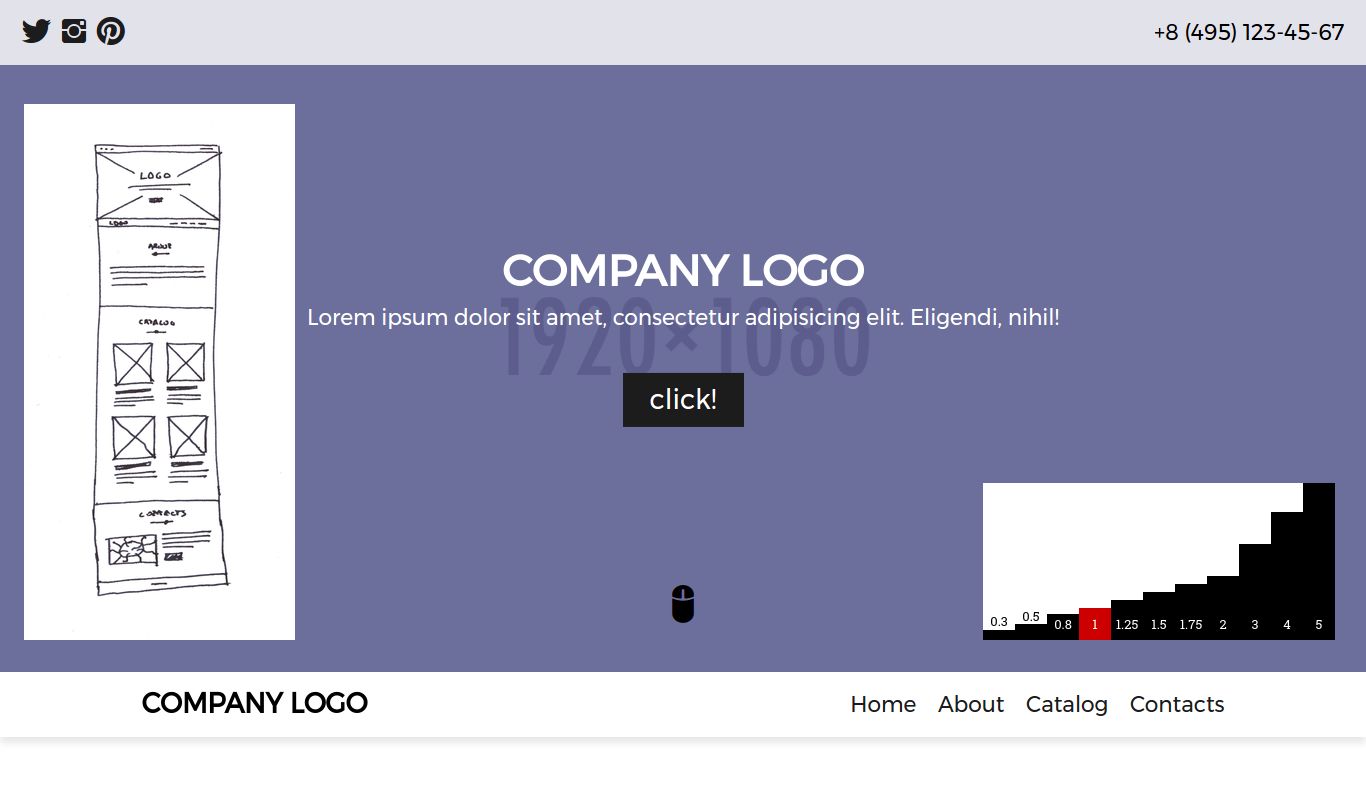 +8 (495) 123-45-67
LOGO
LOGO
ABOUT
CATALOG
CONTACTS
COMPANY LOGO
Lorem ipsum dolor sit amet, consectetur adipisicing elit. Eligendi, nihil!
1920×1080
click!
0.3 0.5 0.8 1 1.25 1.5 1.75 2 3 4 5
COMPANY LOGO
Home About Catalog Contacts